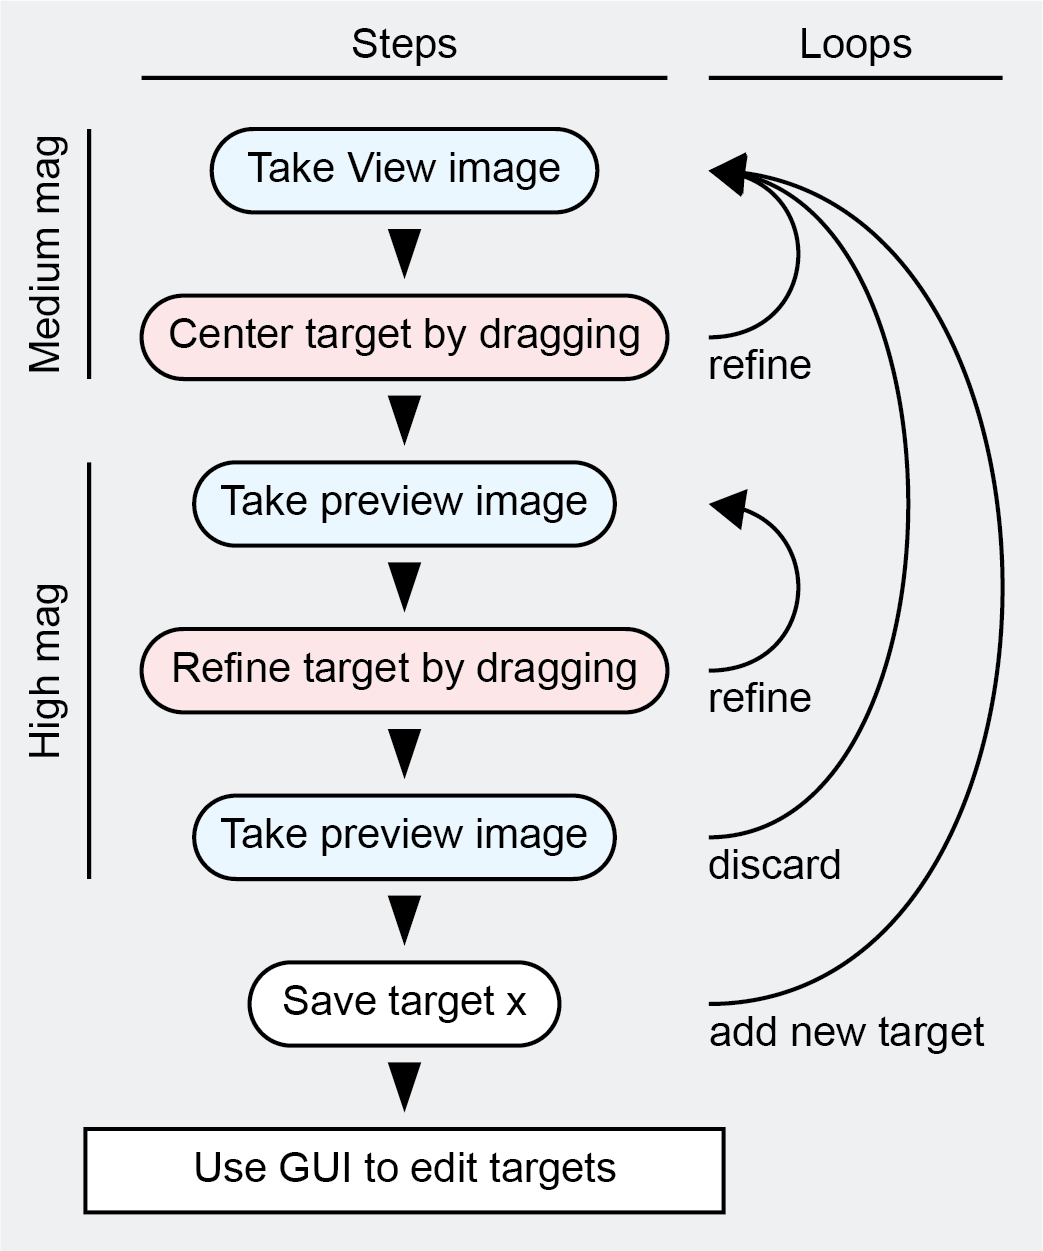 Steps
Loops
Medium mag
Take View image
Center target by dragging
refine
High mag
Take preview image
Refine target by dragging
refine
Take preview image
discard
Save target x
add new target
Use GUI to edit targets